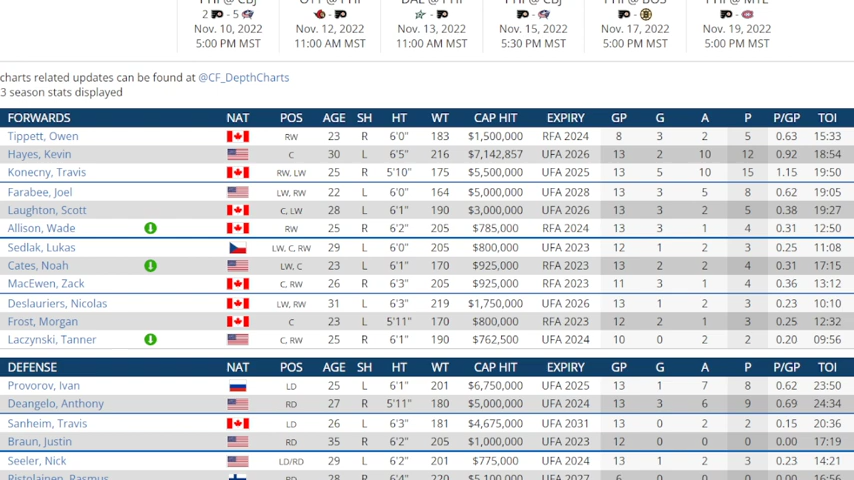 PHI @ CBJ OTT @ PHI DAL @ PHI PHI @ CBJ PHI @ BOS PHI @ MTL
2 - 5 - - - - -
Nov. 10, 2022 Nov. 12, 2022 Nov. 13, 2022 Nov. 15, 2022 Nov. 17, 2022 Nov. 19, 2022
5:00 PM MST 11:00 AM MST 11:00 AM MST 5:30 PM MST 5:00 PM MST 5:00 PM MST
charts related updates can be found at @CF_DepthCharts
3 season stats displayed
FORWARDS NAT POS AGE SH HT WT CAP HIT EXPIRY GP G A P P/GP TOI
Tippett, Owen RW 23 R 6'0" 183 $1,500,000 RFA 2024 8 3 2 5 0.63 15:33
Hayes, Kevin C 30 L 6'5" 216 $7,142,857 UFA 2026 13 2 10 12 0.92 18:54
Konecny, Travis RW, LW 25 R 5'10" 175 $5,500,000 UFA 2025 13 5 10 15 1.15 19:50
Farabee, Joel LW, RW 22 L 6'0" 164 $5,000,000 UFA 2028 13 3 5 8 0.62 19:05
Laughton, Scott C, LW 28 L 6'1" 190 $3,000,000 UFA 2026 13 3 2 5 0.38 19:27
Allison, Wade RW 25 R 6'2" 205 $785,000 RFA 2024 13 3 1 4 0.31 12:50
Sedlak, Lukas LW, C, RW 29 L 6'0" 205 $800,000 UFA 2023 12 1 2 3 0.25 11:08
Cates, Noah LW, C 23 L 6'1" 170 $925,000 RFA 2023 13 2 2 4 0.31 17:15
MacEwen, Zack C, RW 26 R 6'3" 205 $925,000 RFA 2023 11 3 1 4 0.36 13:12
Deslauriers, Nicolas LW, RW 31 L 6'3" 219 $1,750,000 UFA 2026 13 1 2 3 0.23 10:10
Frost, Morgan C 23 L 5'11" 170 $800,000 RFA 2023 12 2 1 3 0.25 12:32
Laczynski, Tanner C, RW 25 R 6'1" 190 $762,500 UFA 2024 10 0 2 2 0.20 09:56
DEFENSE NAT POS AGE SH HT WT CAP HIT EXPIRY GP G A P P/GP TOI
Provorov, Ivan LD 25 L 6'1" 201 $6,750,000 UFA 2025 13 1 7 8 0.62 23:50
Deangelo, Anthony RD 27 R 5'11" 180 $5,000,000 UFA 2024 13 3 6 9 0.69 24:34
Sanheim, Travis LD 26 L 6'3" 181 $4,675,000 UFA 2031 13 0 2 2 0.15 20:36
Braun, Justin RD 35 R 6'2" 205 $1,000,000 UFA 2023 12 0 0 0 0.00 17:19
Seeler, Nick LD/RD 29 L 6'2" 201 $775,000 UFA 2024 13 1 2 3 0.23 14:21
Ristolainen, Rasmus RD 28 R 6'4" 220 $5,100,000 UFA 2027 6 0 0 0 0.00 16:56